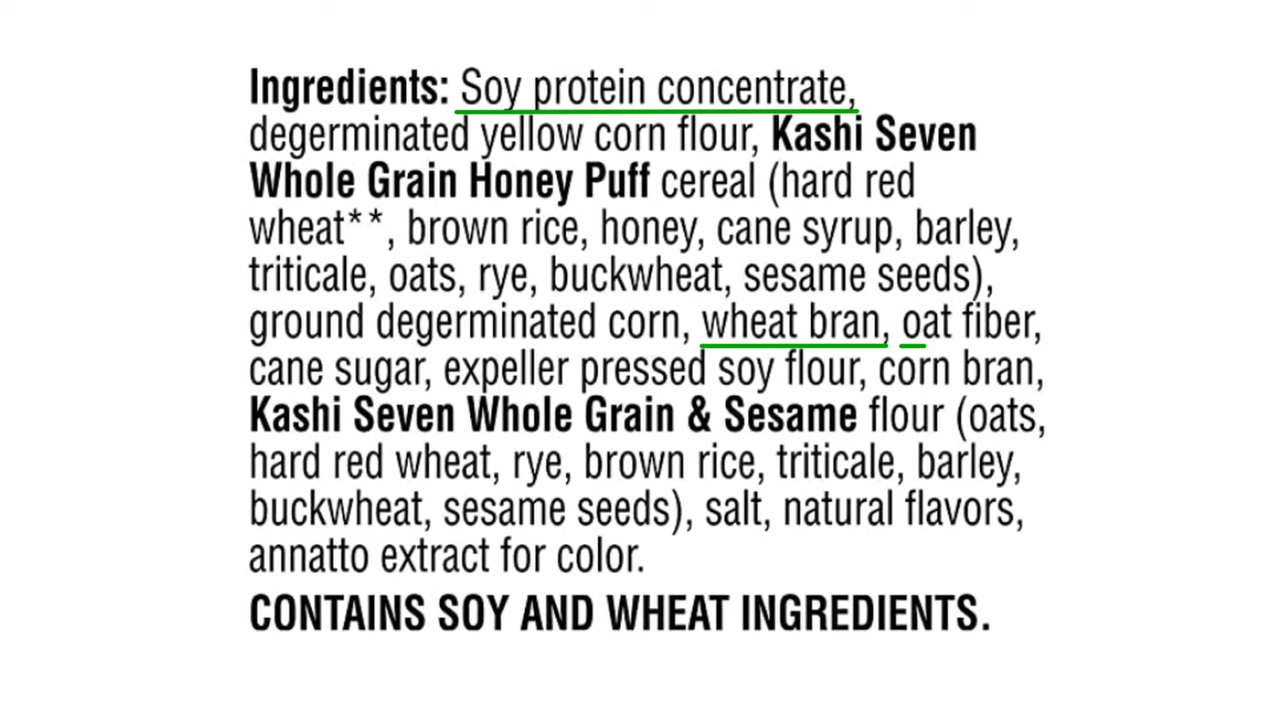 Ingredients: Soy protein concentrate,
degerminated yellow corn flour, Kashi Seven
Whole Grain Honey Puff cereal (hard red
wheat**, brown rice, honey, cane syrup, barley,
triticale, oats, rye, buckwheat, sesame seeds),
ground degerminated corn, wheat bran, oat fiber,
cane sugar, expeller pressed soy flour, corn bran,
Kashi Seven Whole Grain & Sesame flour (oats,
hard red wheat, rye, brown rice, triticale, barley,
buckwheat, sesame seeds), salt, natural flavors,
annatto extract for color.
CONTAINS SOY AND WHEAT INGREDIENTS.